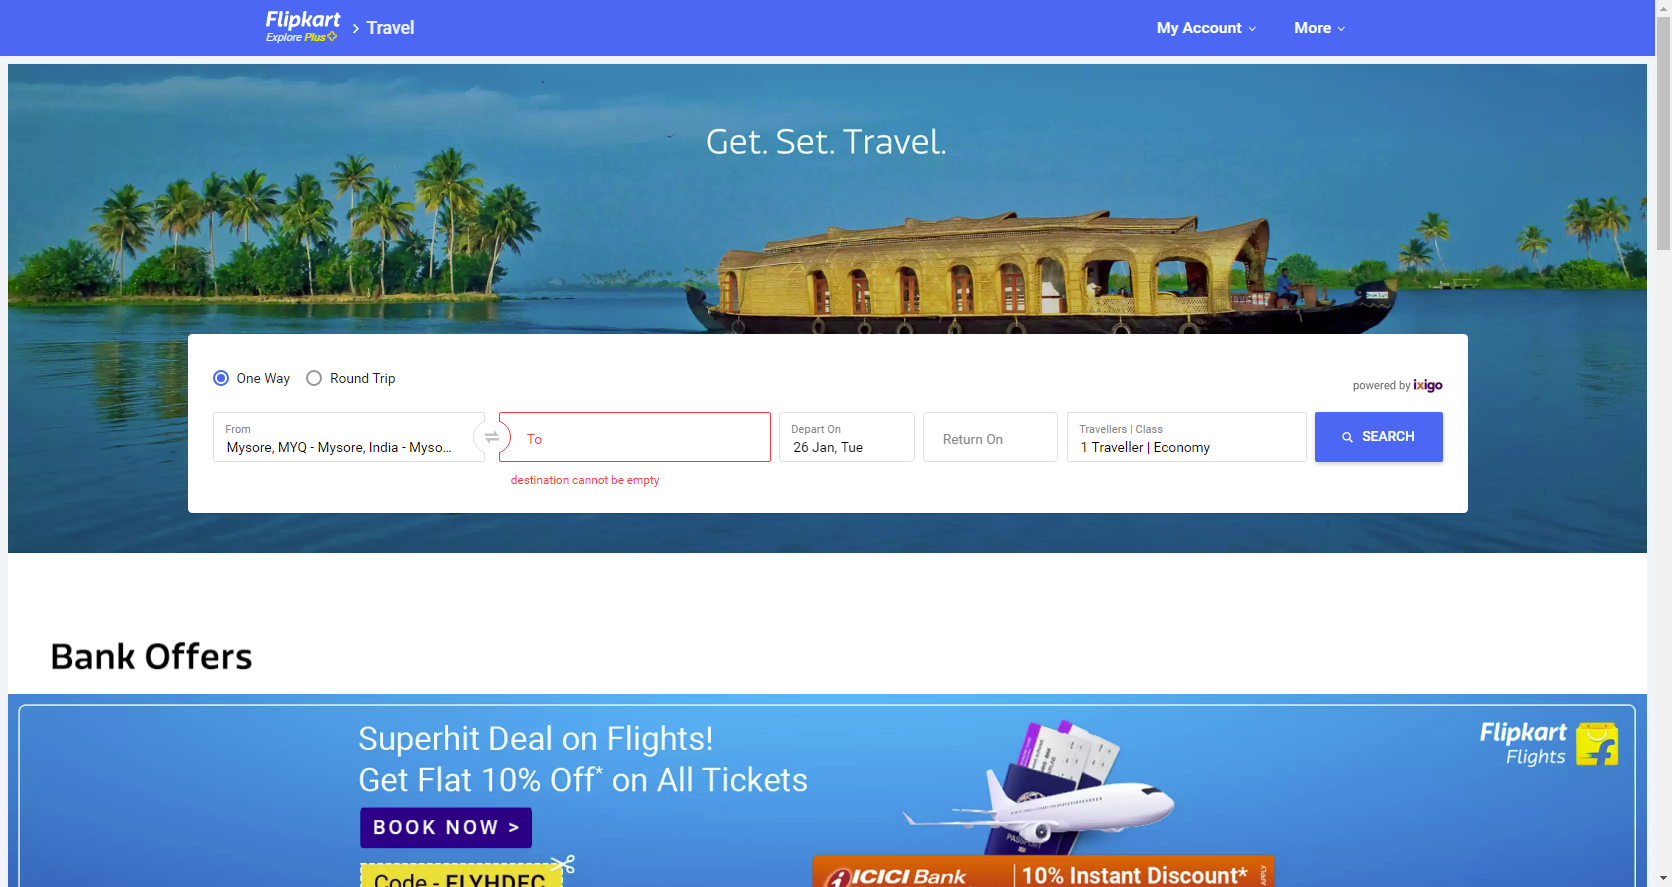 Flipkart
Explore Plus
Travel
My Account
More
Get. Set. Travel.
One Way
Round Trip
powered by ixigo
From
Mysore, MYQ - Mysore, India - Myso...
To
Depart On
26 Jan, Tue
Return On
Travellers | Class
1 Traveller | Economy
SEARCH
destination cannot be empty
Bank Offers
Superhit Deal on Flights!
Get Flat 10% Off* on All Tickets
BOOK NOW >
Code - FLYHDFC
Flipkart
Flights
PASSPORT
ICICI Bank
10% Instant Discount*
APPLY